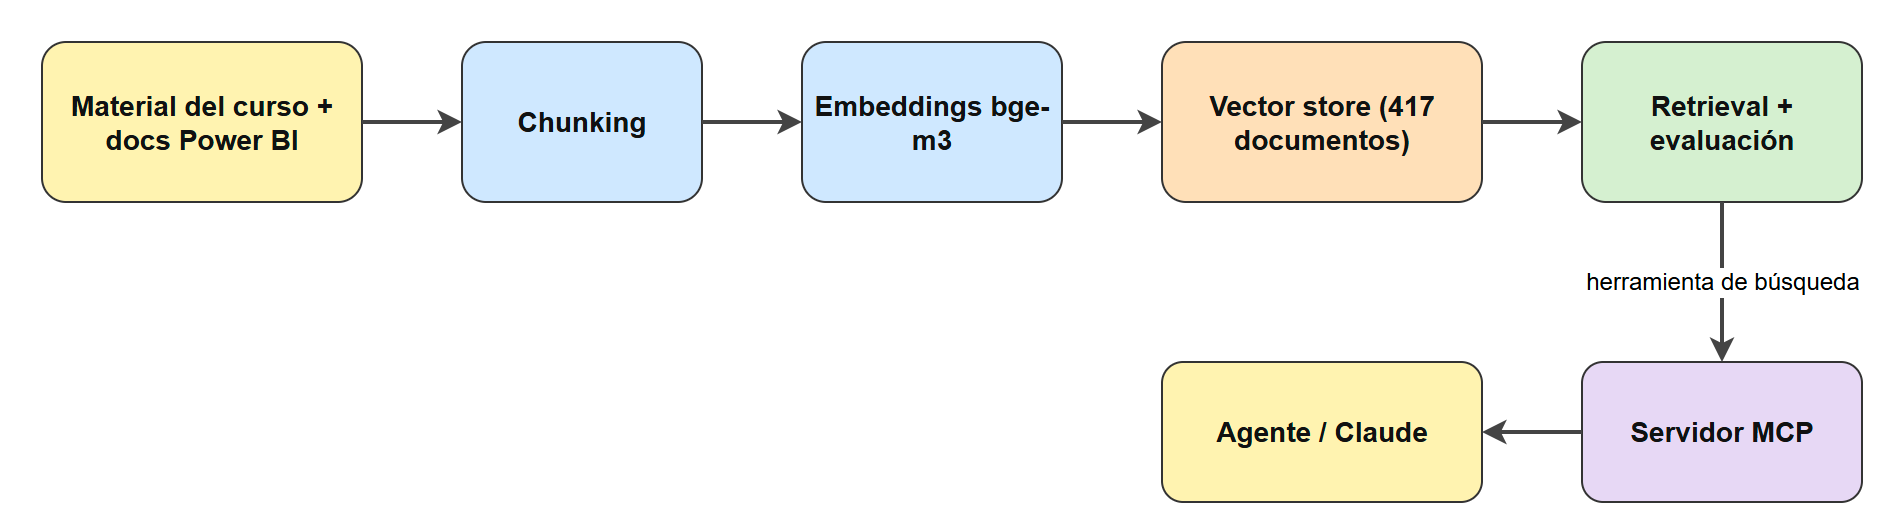 Material del curso +
docs Power BI
Chunking
Embeddings bge-
m3
Vector store (417
documentos)
Retrieval +
evaluación
herramienta de búsqueda
Agente / Claude
Servidor MCP